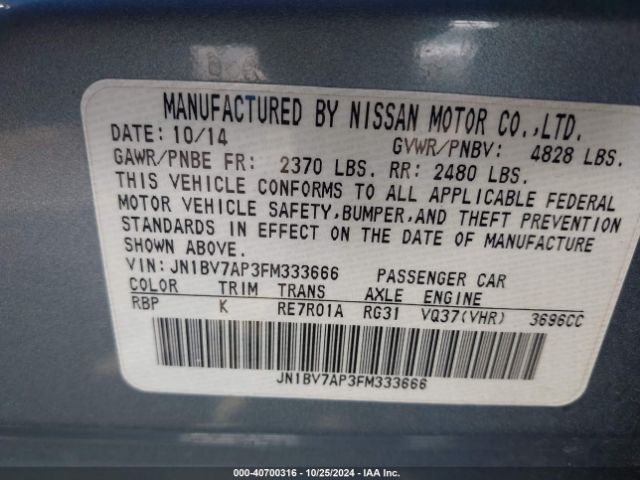 MANUFACTURED BY NISSAN MOTOR CO.,LTD.
DATE: 10/14 GVWR/PNBV: 4828 LBS.
GAWR/PNBE FR: 2370 LBS. RR: 2480 LBS.
THIS VEHICLE CONFORMS TO ALL APPLICABLE FEDERAL
MOTOR VEHICLE SAFETY,BUMPER,AND THEFT PREVENTION
STANDARDS IN EFFECT ON THE DATE OF MANUFACTURE
SHOWN ABOVE.
VIN:JN1BV7AP3FM333666 PASSENGER CAR
COLOR TRIM TRANS AXLE ENGINE
RBP K RE7R01A RG31 VQ37(VHR) 3696CC
JN1BV7AP3FM333666
000-40700316 - 10/25/2024 - IAA Inc.